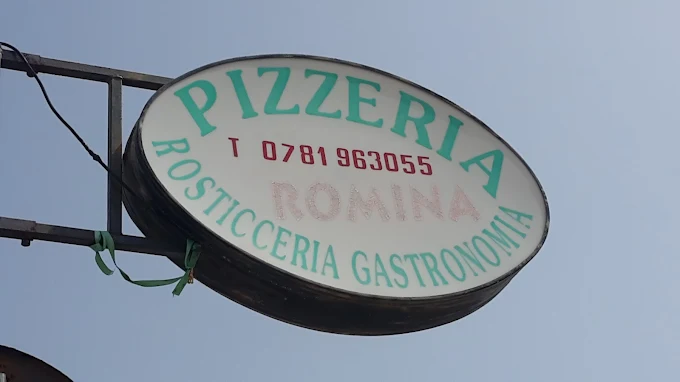 PIZZERIA
T 0781 963055
ROMINA
ROSTICCERIA GASTRONOMIA